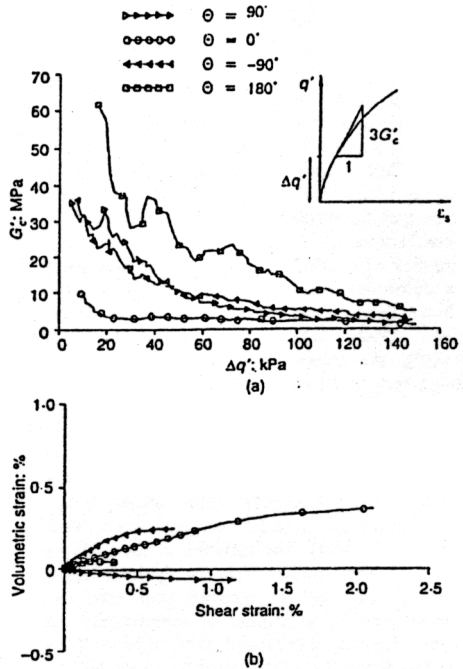 Θ = 90°
Θ = 0°
Θ = -90°
Θ = 180°
G'c: MPa
70
60
50
40
30
20
10
0
0 20 40 60 80 100 120 140 160
Δq': kPa
q'
3G'c
1
Δq'
εs
(a)
Volumetric strain: %
1·0
0·5
0
-0·5
0·5 1·0 1·5 2·0 2·5
Shear strain: %
(b)